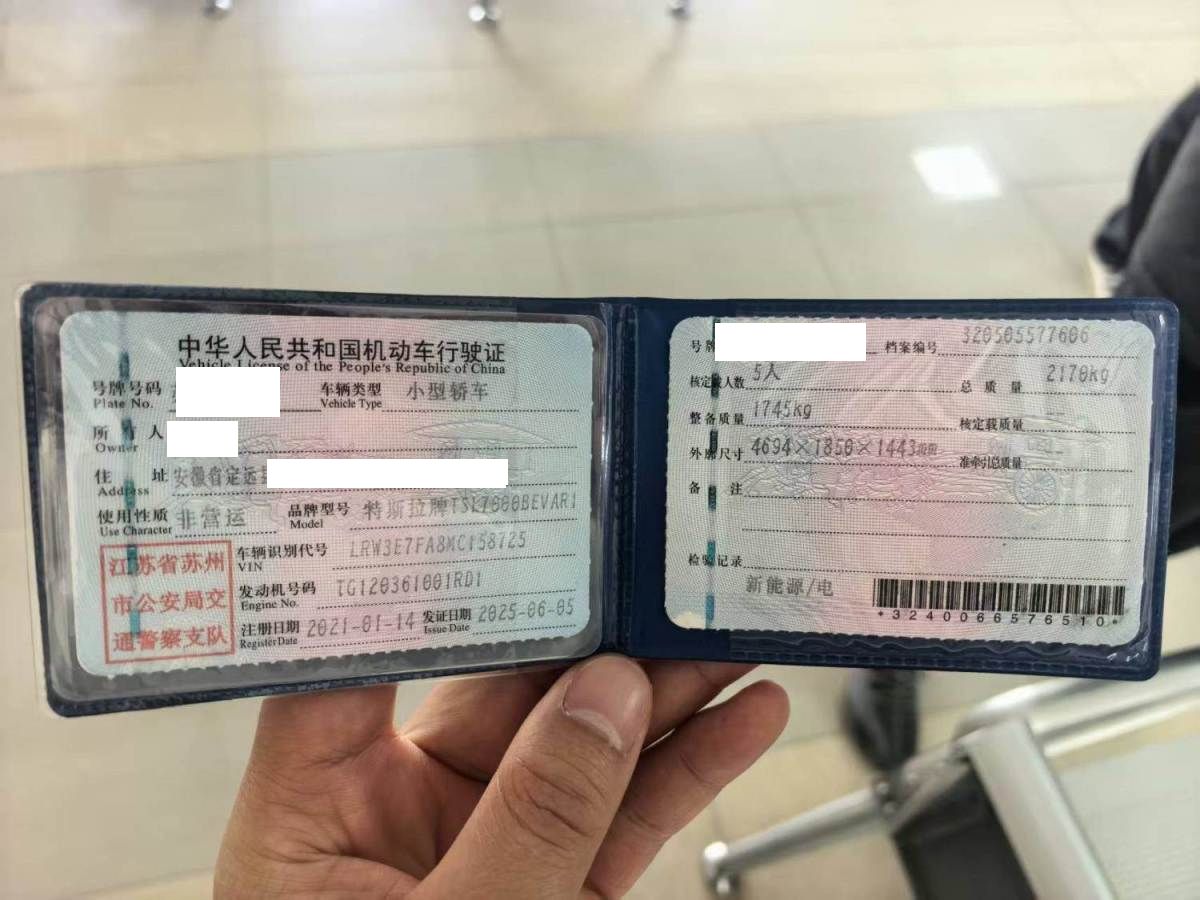 中华人民共和国机动车行驶证
Vehicle License of the People's Republic of China
号牌号码 车辆类型 小型轿车
Plate No. Vehicle Type
所有人
Owner
住址 安徽省定远
Address
使用性质 非营运 品牌型号 特斯拉牌TSL7000BEVAR1
Use Character Model
江苏省苏州
市公安局交
通警察支队
车辆识别代号 LRW3E7FA8MC158725
VIN
发动机号码 TG120361001RD1
Engine No.
注册日期 2021-01-14 发证日期 2025-06-05
Register Date Issue Date
号牌 档案编号 320505577606
核定载人数 5人 总质量 2170kg
整备质量 1745kg 核定载质量
外廓尺寸 4694×1850×1443 准牵引总质量
备注
检验记录
新能源/电
*3240066576510*